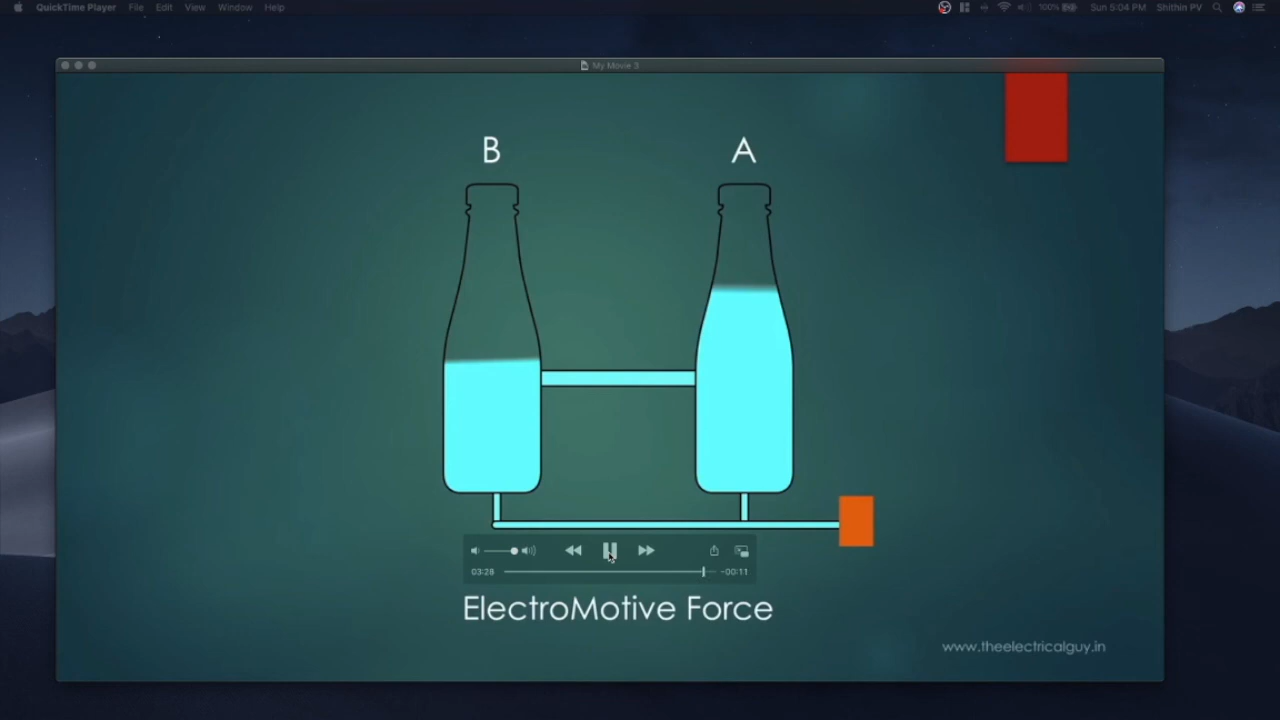 QuickTime Player File Edit View Window Help 100% Sun 5:04 PM Shithin PV
My Movie 3
B A
03:28 -00:11
ElectroMotive Force
www.theelectricalguy.in